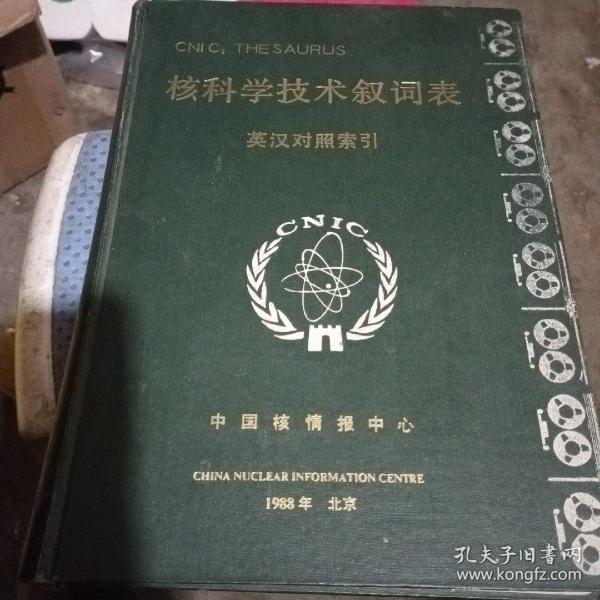 CNIC: THESAURUS
核科学技术叙词表
英汉对照索引
CNIC
中国核情报中心
CHINA NUCLEAR INFORMATION CENTRE
1988年 北京
孔夫子旧书网
www.kongfz.com